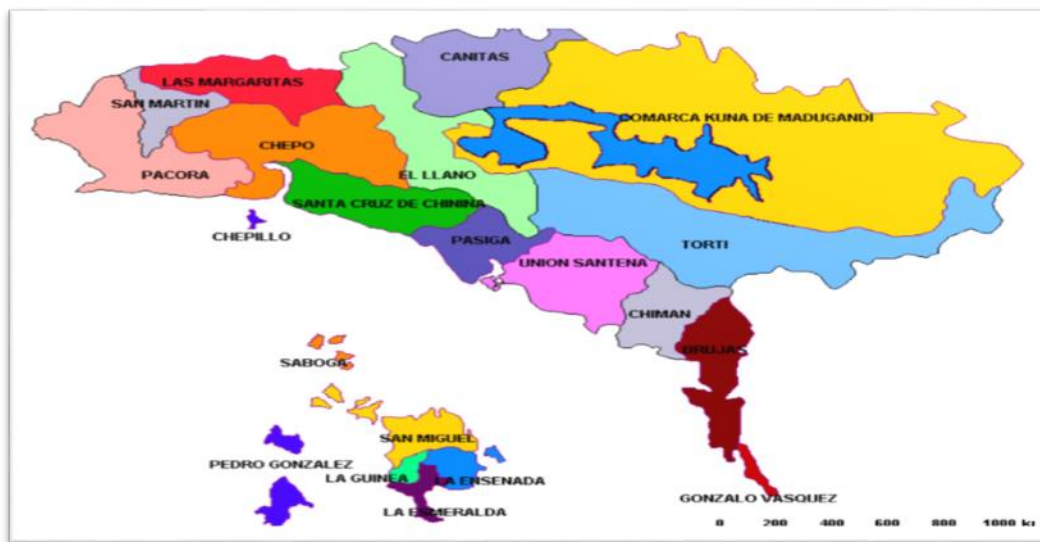 CANITAS
LAS MARGARITAS
SAN MARTIN
COMARCA KUNA DE MADUGANDI
CHEPO
PACORA
EL LLANO
SANTA CRUZ DE CHININA
CHEPILLO
PASIGA
TORTI
UNION SANTENA
CHIMAN
BRUJAS
SABOGA
SAN MIGUEL
PEDRO GONZALEZ
LA GUINEA
LA ENSENADA
GONZALO VASQUEZ
LA ESMERALDA
0 200 400 600 800 1000